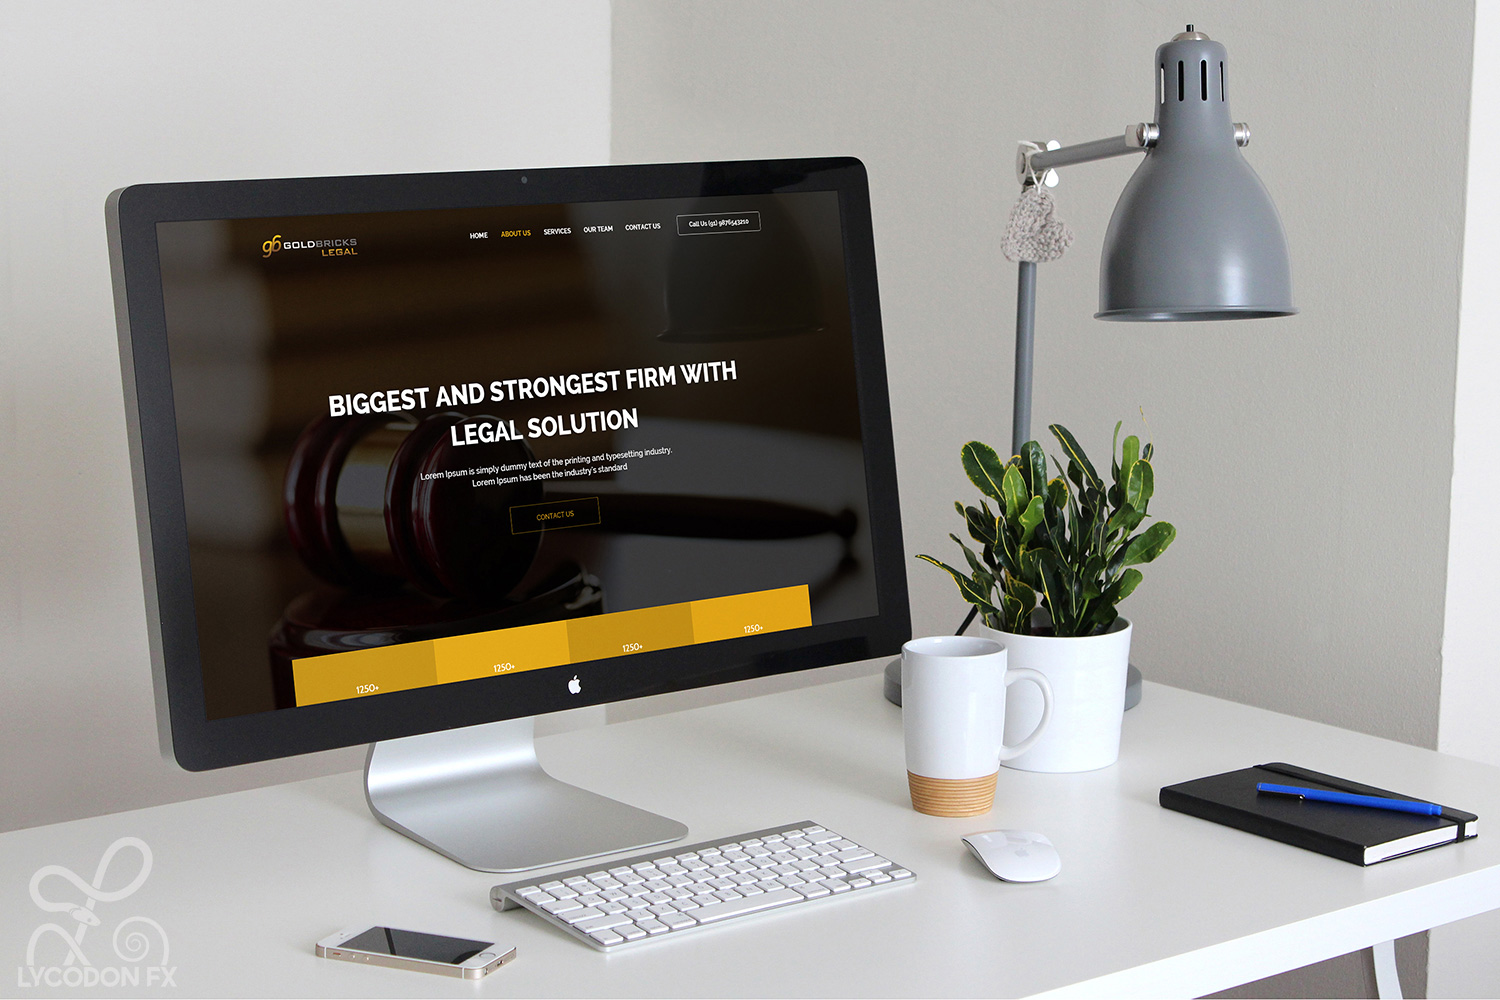 GOLDBRICKS
LEGAL
HOME ABOUT US SERVICES OUR TEAM CONTACT US Call Us (91) 9876543210
BIGGEST AND STRONGEST FIRM WITH
LEGAL SOLUTION
Lorem Ipsum is simply dummy text of the printing and typesetting industry.
Lorem Ipsum has been the industry's standard
CONTACT US
1250+ 1250+ 1250+ 1250+
LYCODON FX